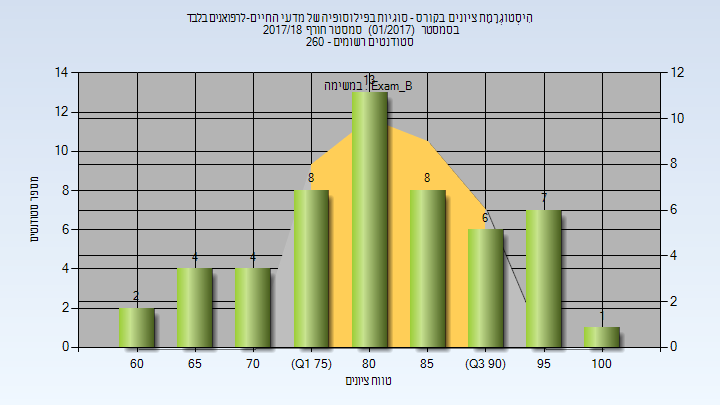 היסטוגרמת ציונים בקורס - סוגיות בפילוסופיה של מדעי החיים-לרפואנים בלבד
בסמסטר (01/2017) סמסטר חורף 2017/18
סטודנטים רשומים - 260
במשימה: Exam_B
14 12 10 8 6 4 2 0
12 10 8 6 4 2 0
2 4 4 8 13 8 6 7 1
מספר סטודנטים
60 65 70 (Q1 75) 80 85 (Q3 90) 95 100
טווח ציונים